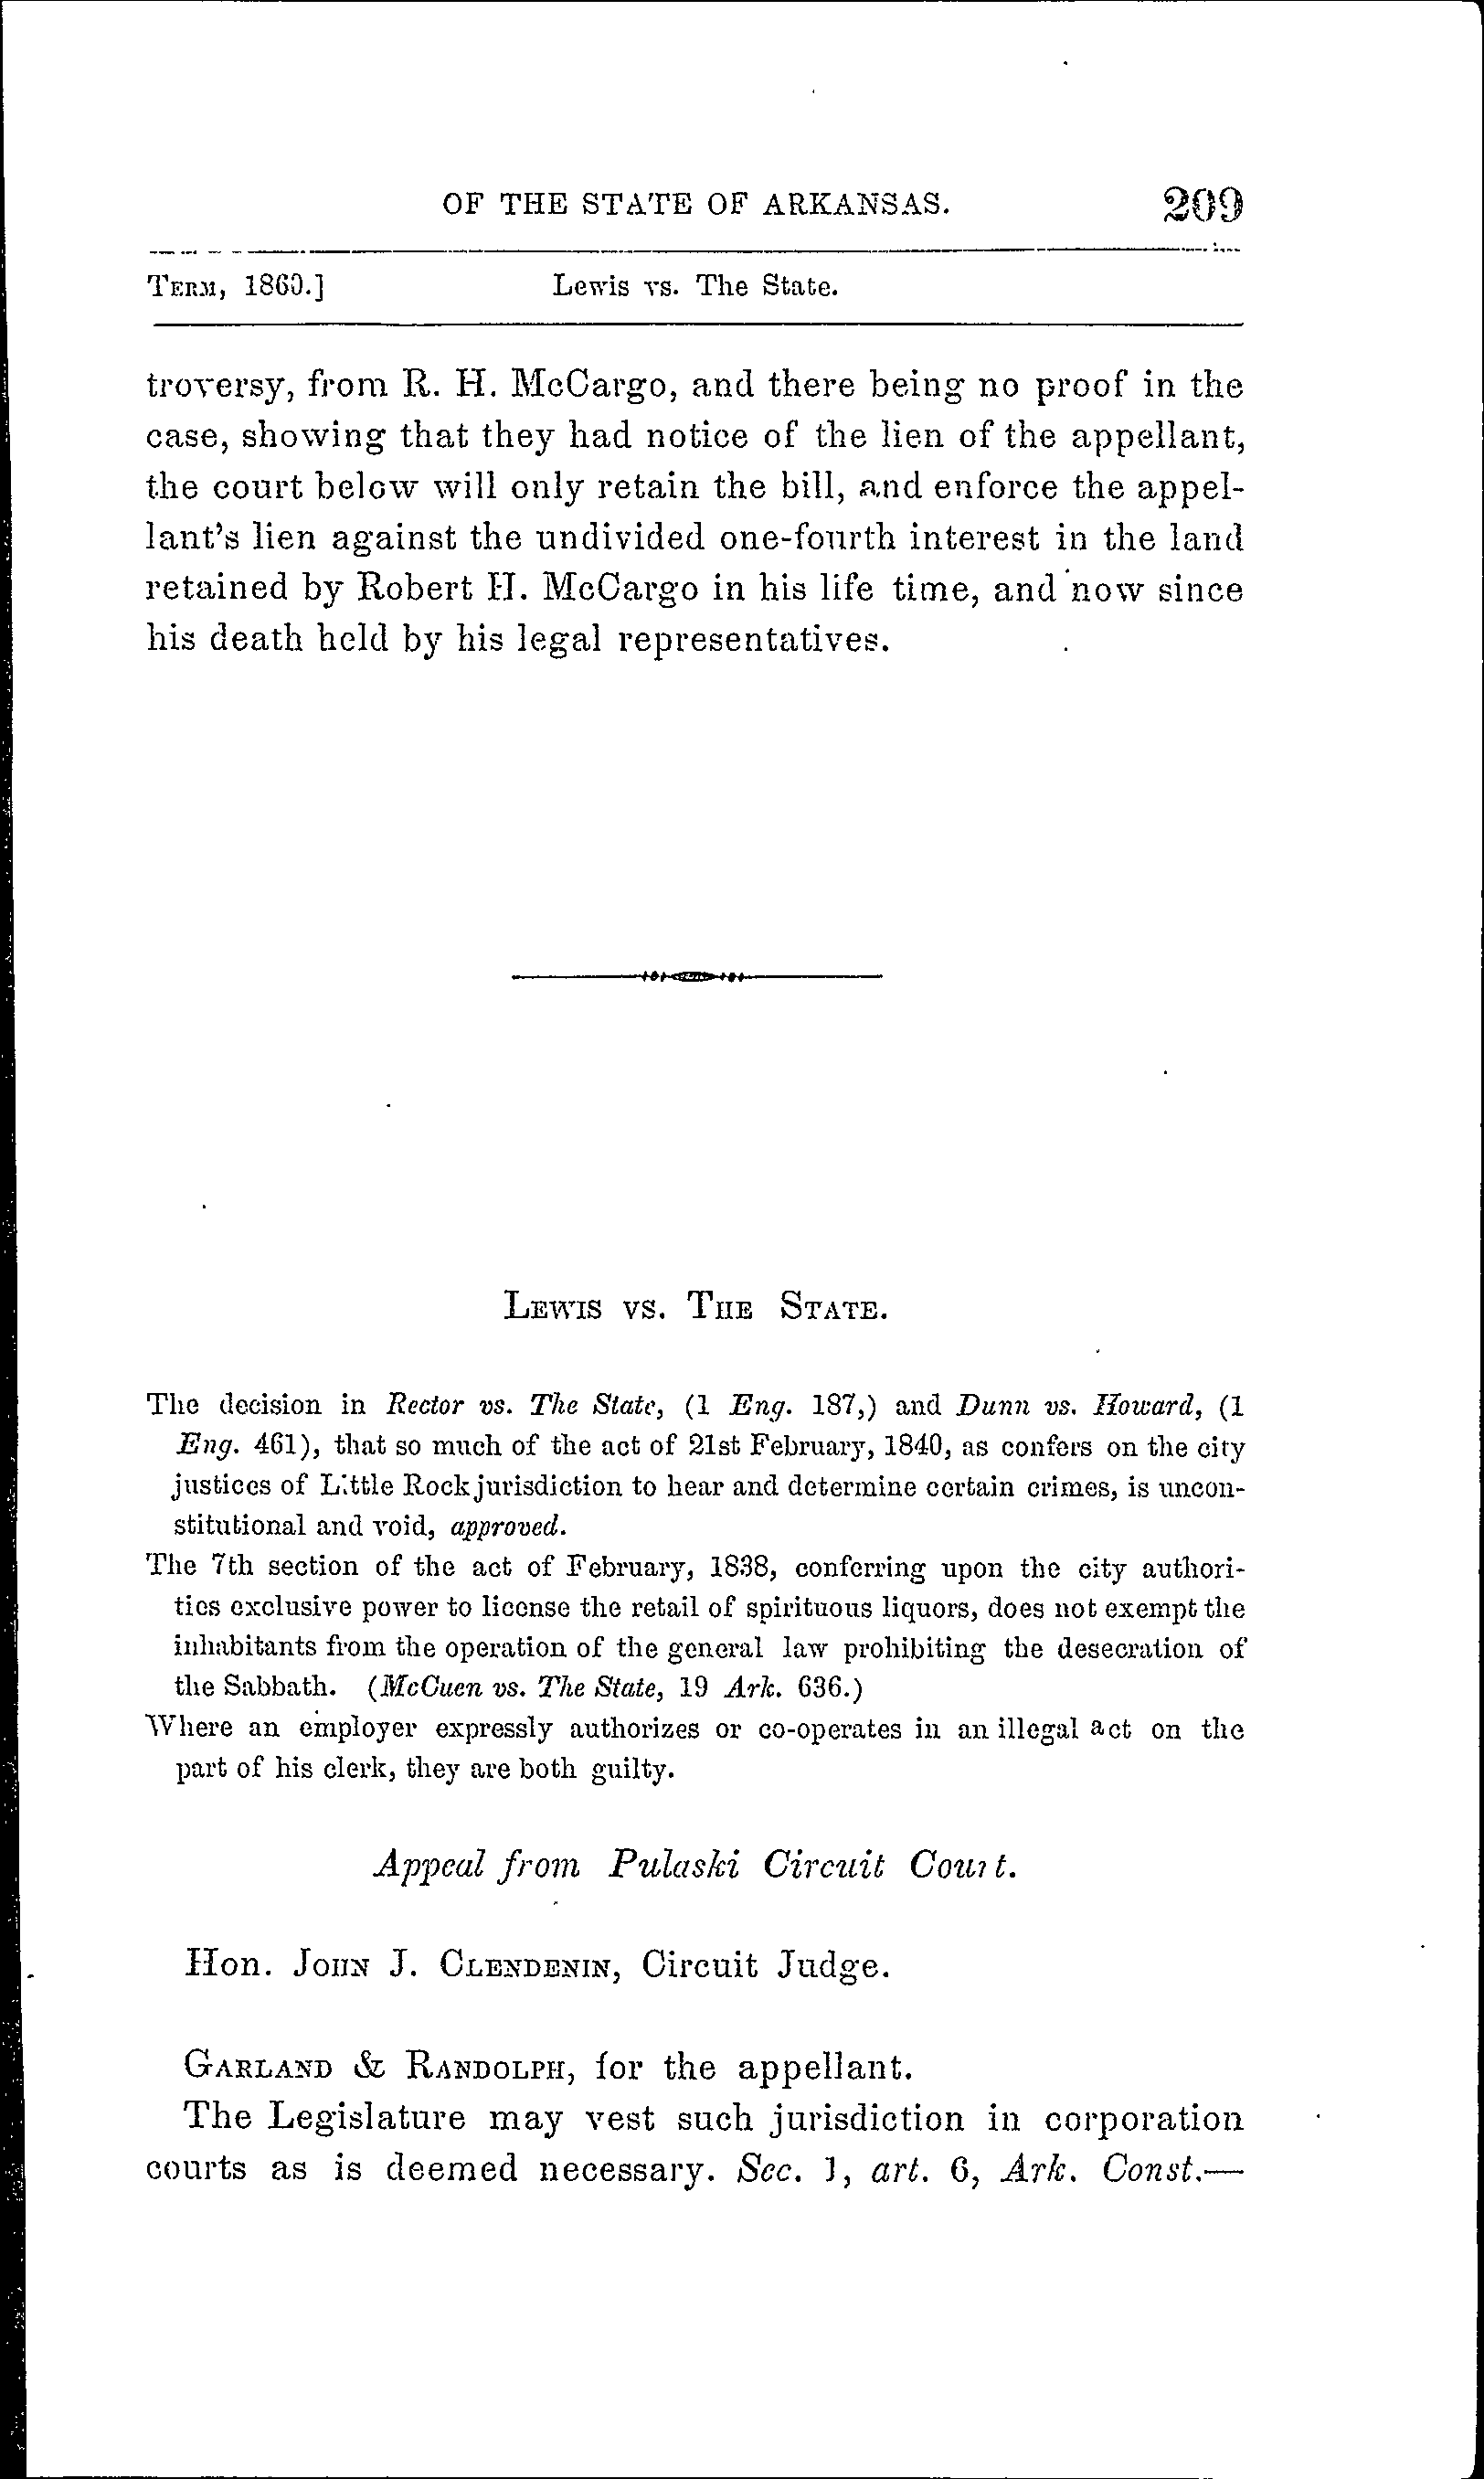 OF THE STATE OF ARKANSAS. 209
TERM, 1860.] Lewis vs. The State.
troversy, from R. H. McCargo, and there being no proof in the
case, showing that they had notice of the lien of the appellant,
the court below will only retain the bill, and enforce the appel-
lant's lien against the undivided one-fourth interest in the land
retained by Robert H. McCargo in his life time, and now since
his death held by his legal representatives.
LEWIS vs. THE STATE.
The decision in Rector vs. The State, (1 Eng. 187,) and Dunn vs. Howard, (1
Eng. 461), that so much of the act of 21st February, 1840, as confers on the city
justices of Little Rock jurisdiction to hear and determine certain crimes, is uncon-
stitutional and void, approved.
The 7th section of the act of February, 1838, conferring upon the city authori-
ties exclusive power to license the retail of spirituous liquors, does not exempt the
inhabitants from the operation of the general law prohibiting the desecration of
the Sabbath. (McCuen vs. The State, 19 Ark. 636.)
Where an employer expressly authorizes or co-operates in an illegal act on the
part of his clerk, they are both guilty.
Appeal from Pulaski Circuit Court.
Hon. JOHN J. CLENDENIN, Circuit Judge.
GARLAND & RANDOLPH, for the appellant.
The Legislature may vest such jurisdiction in corporation
courts as is deemed necessary. Sec. 1, art. 6, Ark. Const.—